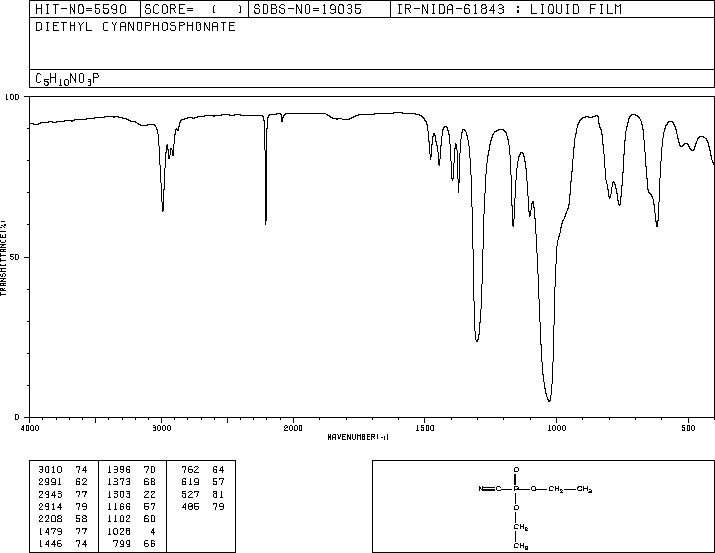 HIT-NO=5590 SCORE= ( ) SDBS-NO=19035 IR-NIDA-61843 : LIQUID FILM
DIETHYL CYANOPHOSPHONATE
C5H10NO3P
100
50
0
TRANSMITTANCE(%)
4000 3000 2000 1500 1000 500
WAVENUMBER(-1)
3010 74 1396 70 762 64
2991 62 1373 68 619 57
2943 77 1303 22 527 81
2914 79 1166 57 486 79
2208 58 1102 60
1479 77 1028 4
1446 74 799 66
O
N≡C—P—O—CH2—CH3
O
CH2
CH3